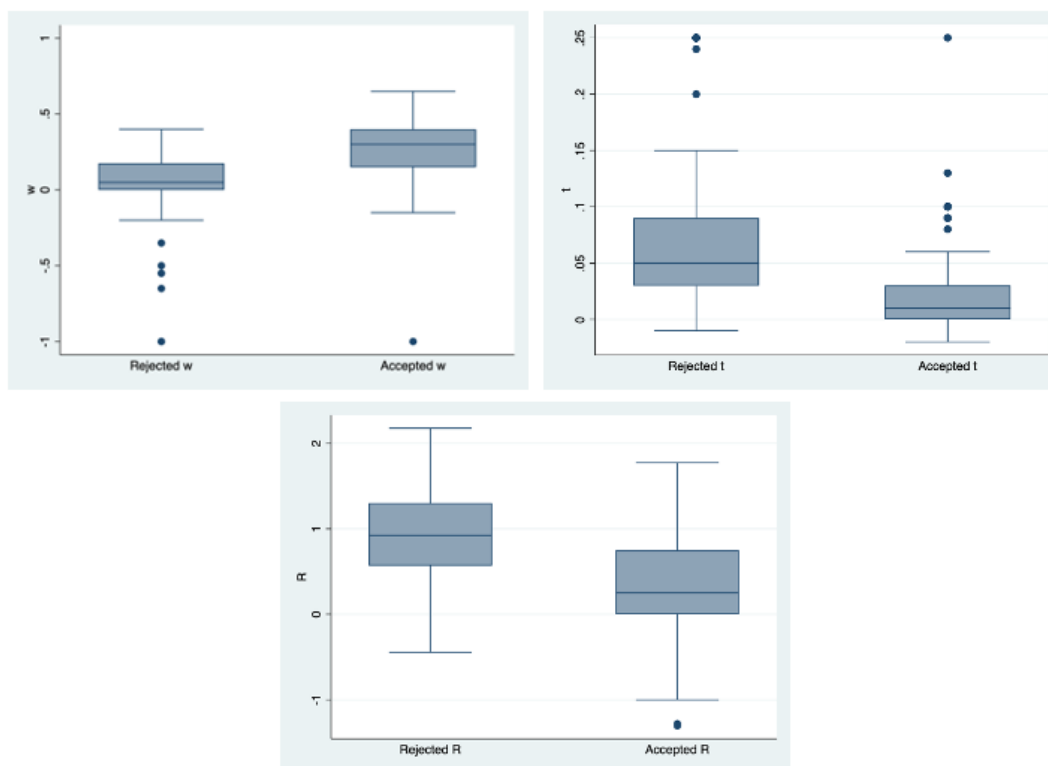 1
.5
0
-.5
-1
w
Rejected w
Accepted w
.25
.2
.15
.1
.05
0
t
Rejected t
Accepted t
2
1
0
-1
R
Rejected R
Accepted R